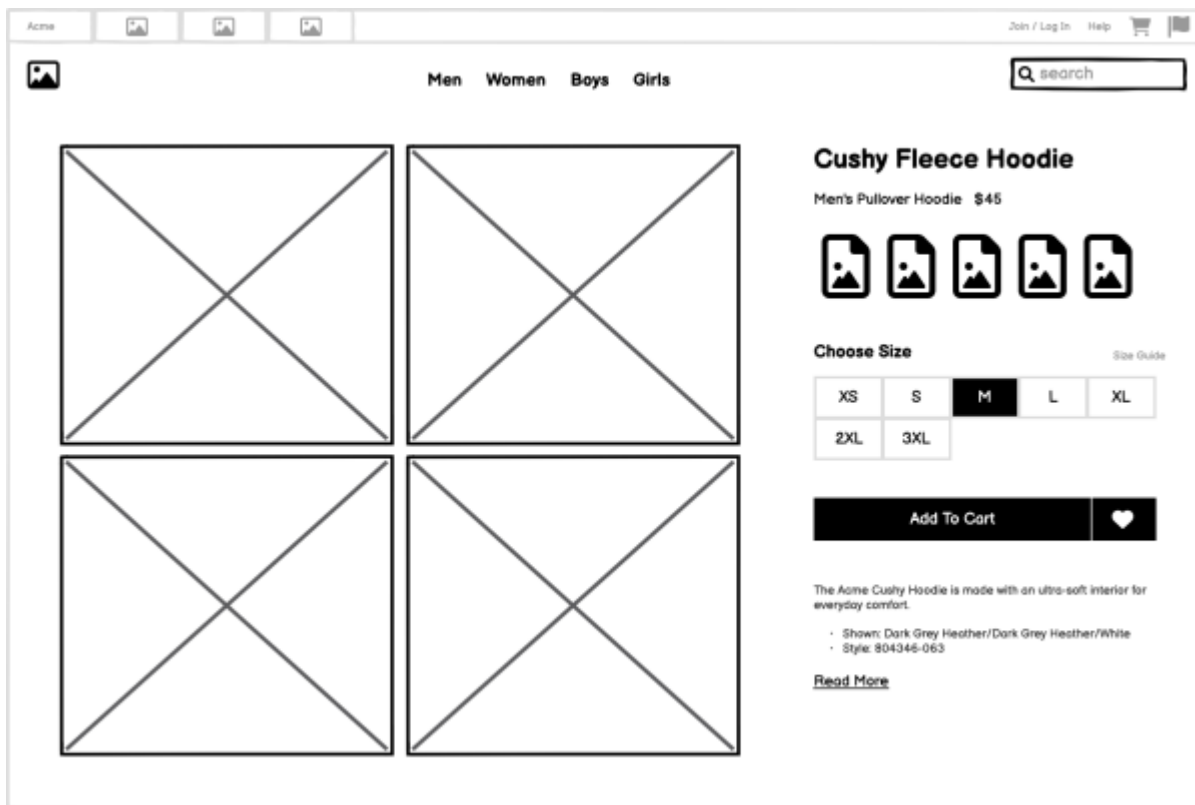 Acme
Join / Log In Help
Men Women Boys Girls
search
Cushy Fleece Hoodie
Men's Pullover Hoodie $45
Choose Size
Size Guide
XS S M L XL
2XL 3XL
Add To Cart
The Acme Cushy Hoodie is made with an ultra-soft interior for
everyday comfort.
• Shown: Dark Grey Heather/Dark Grey Heather/White
• Style: 804346-063
Read More